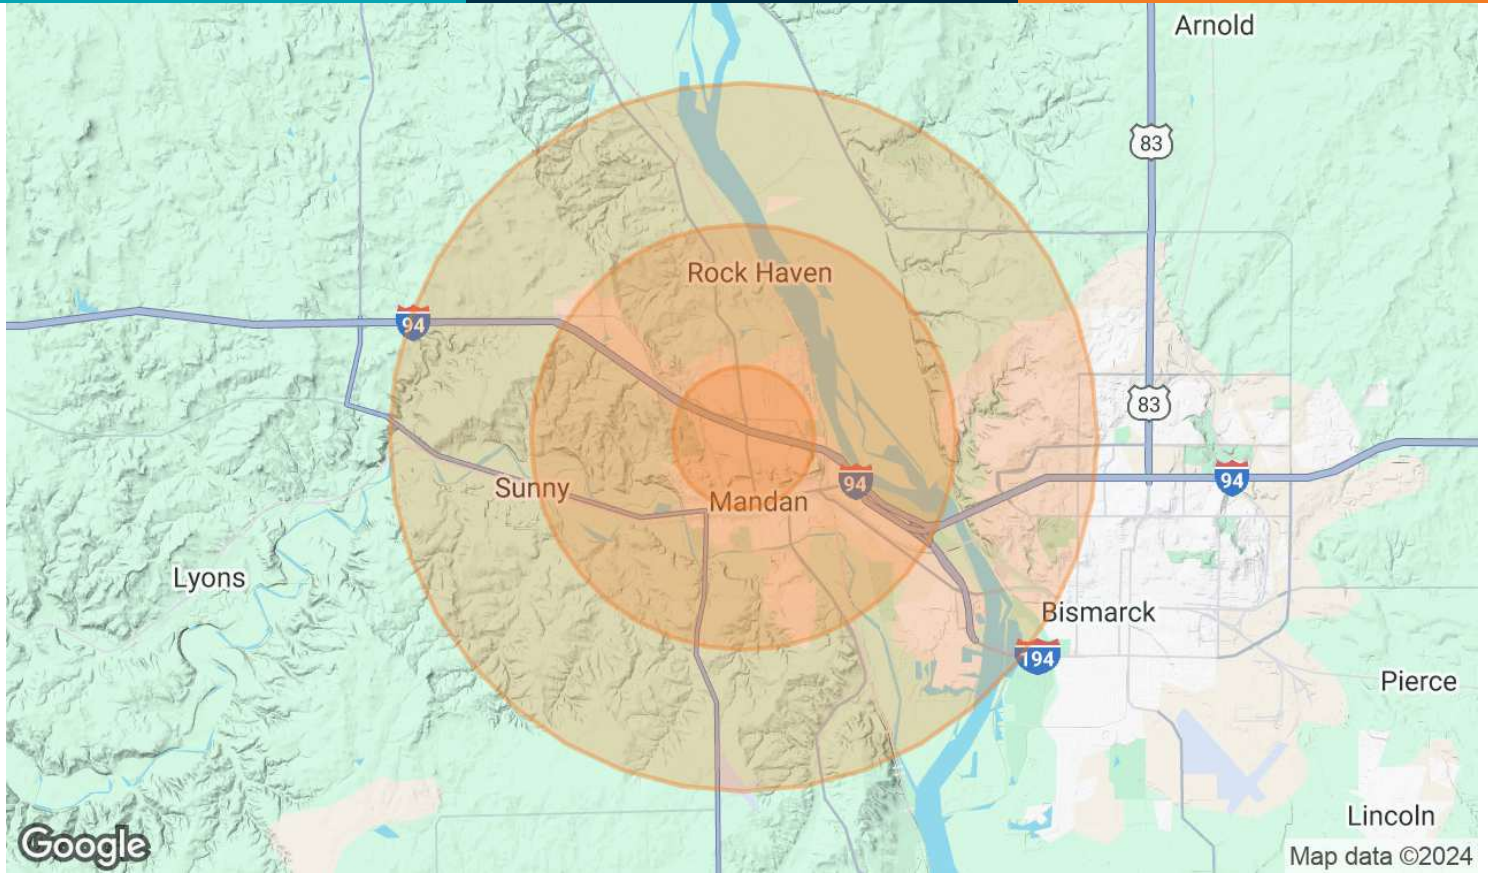 Arnold
83
Rock Haven
94
83
Sunny
94
94
Mandan
Lyons
Bismarck
194
Pierce
Lincoln
Google
Map data ©2024